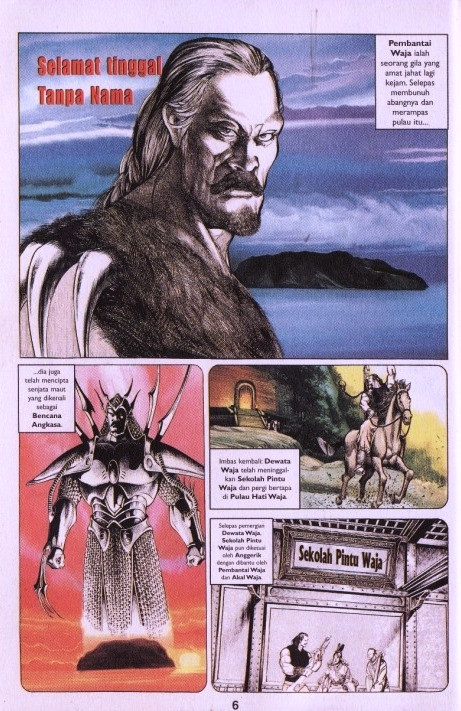 Selamat tinggal
Tanpa Nama
Pembantai
Waja ialah
seorang gila yang
amat jahat lagi
kejam. Selepas
membunuh
abangnya dan
merampas
pulau itu...
...dia juga
telah mencipta
senjata maut
yang dikenali
sebagai
Bencana
Angkasa.
Imbas kembali: Dewata
Waja telah meninggal-
kan Sekolah Pintu
Waja dan pergi bertapa
di Pulau Hati Waja.
Selepas pemergian
Dewata Waja,
Sekolah Pintu
Waja pun diketuai
oleh Anggerik
dengan dibantu oleh
Pembantai Waja
dan Akal Waja.
Sekolah Pintu Waja
6